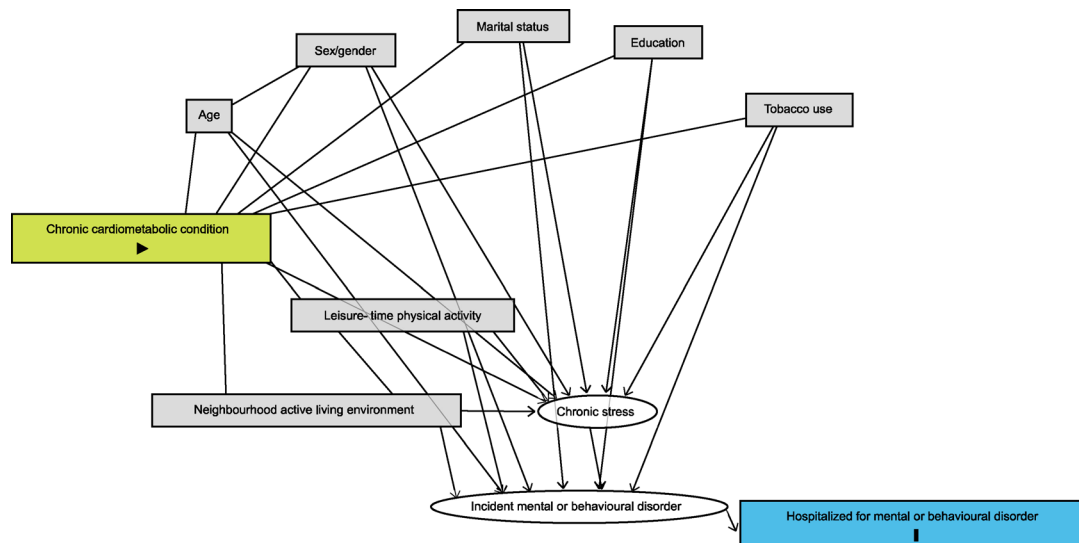 Marital status
Education
Sex/gender
Age
Tobacco use
Chronic cardiometabolic condition
Leisure- time physical activity
Neighbourhood active living environment
Chronic stress
Incident mental or behavioural disorder
Hospitalized for mental or behavioural disorder